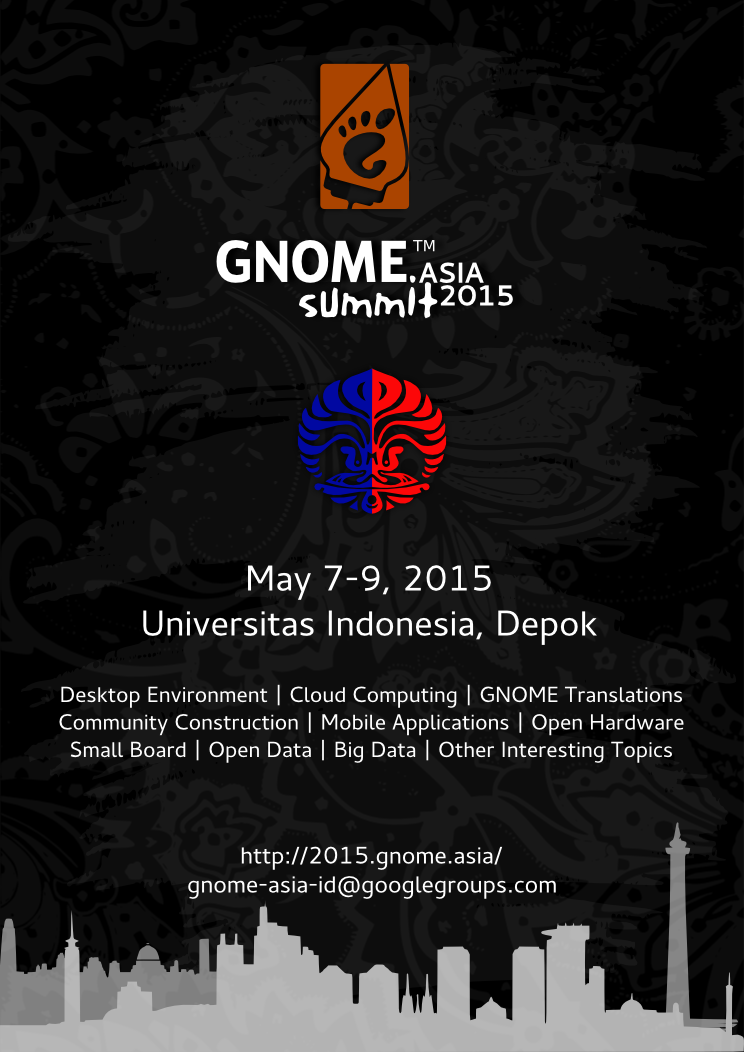 GNOME.™ASIA
summit2015
May 7-9, 2015
Universitas Indonesia, Depok
Desktop Environment | Cloud Computing | GNOME Translations
Community Construction | Mobile Applications | Open Hardware
Small Board | Open Data | Big Data | Other Interesting Topics
http://2015.gnome.asia/
gnome-asia-id@googlegroups.com